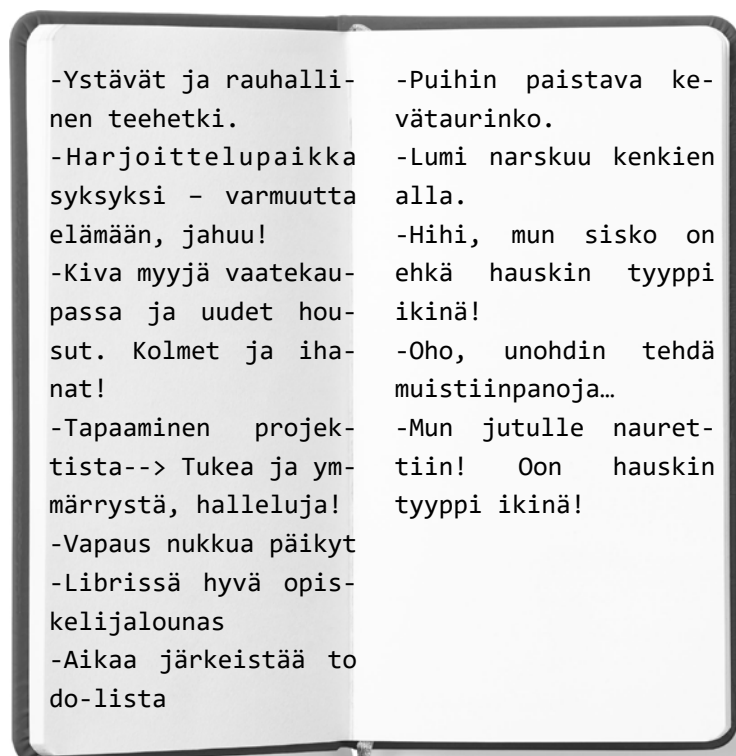 -Ystävät ja rauhalli-
nen teehetki.
-Harjoittelupaikka
syksyksi – varmuutta
elämään, jahuu!
-Kiva myyjä vaatekau-
passa ja uudet hou-
sut. Kolmet ja iha-
nat!
-Tapaaminen projek-
tista--> Tukea ja ym-
märrystä, halleluja!
-Vapaus nukkua päikyt
-Librissä hyvä opis-
kelijalounas
-Aikaa järkeistää to
do-lista
-Puihin paistava ke-
vätaurinko.
-Lumi narskuu kenkien
alla.
-Hihi, mun sisko on
ehkä hauskin tyyppi
ikinä!
-Oho, unohdin tehdä
muistiinpanoja…
-Mun jutulle nauret-
tiin! Oon hauskin
tyyppi ikinä!